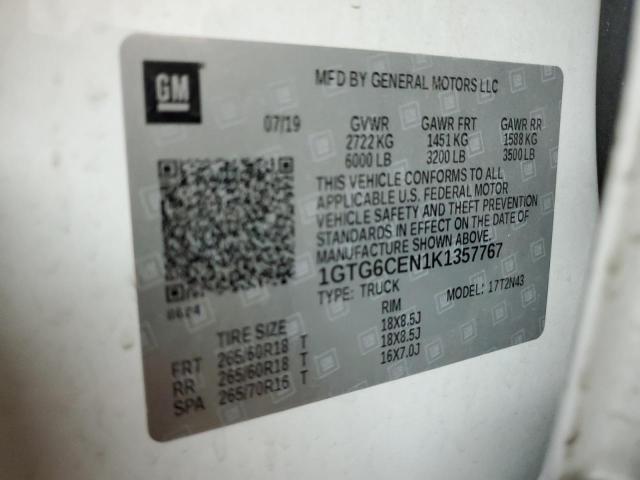 GM
MFD BY GENERAL MOTORS LLC
07/19 GVWR GAWR FRT GAWR RR
2722 KG 1451 KG 1588 KG
6000 LB 3200 LB 3500 LB
THIS VEHICLE CONFORMS TO ALL
APPLICABLE U.S. FEDERAL MOTOR
VEHICLE SAFETY AND THEFT PREVENTION
STANDARDS IN EFFECT ON THE DATE OF
MANUFACTURE SHOWN ABOVE.
1GTG6CEN1K1357767
TYPE: TRUCK MODEL: 17T2N43
TIRE SIZE RIM
FRT 265/60R18 T 18X8.5J
RR 265/60R18 T 18X8.5J
SPA 265/70R16 T 16X7.0J